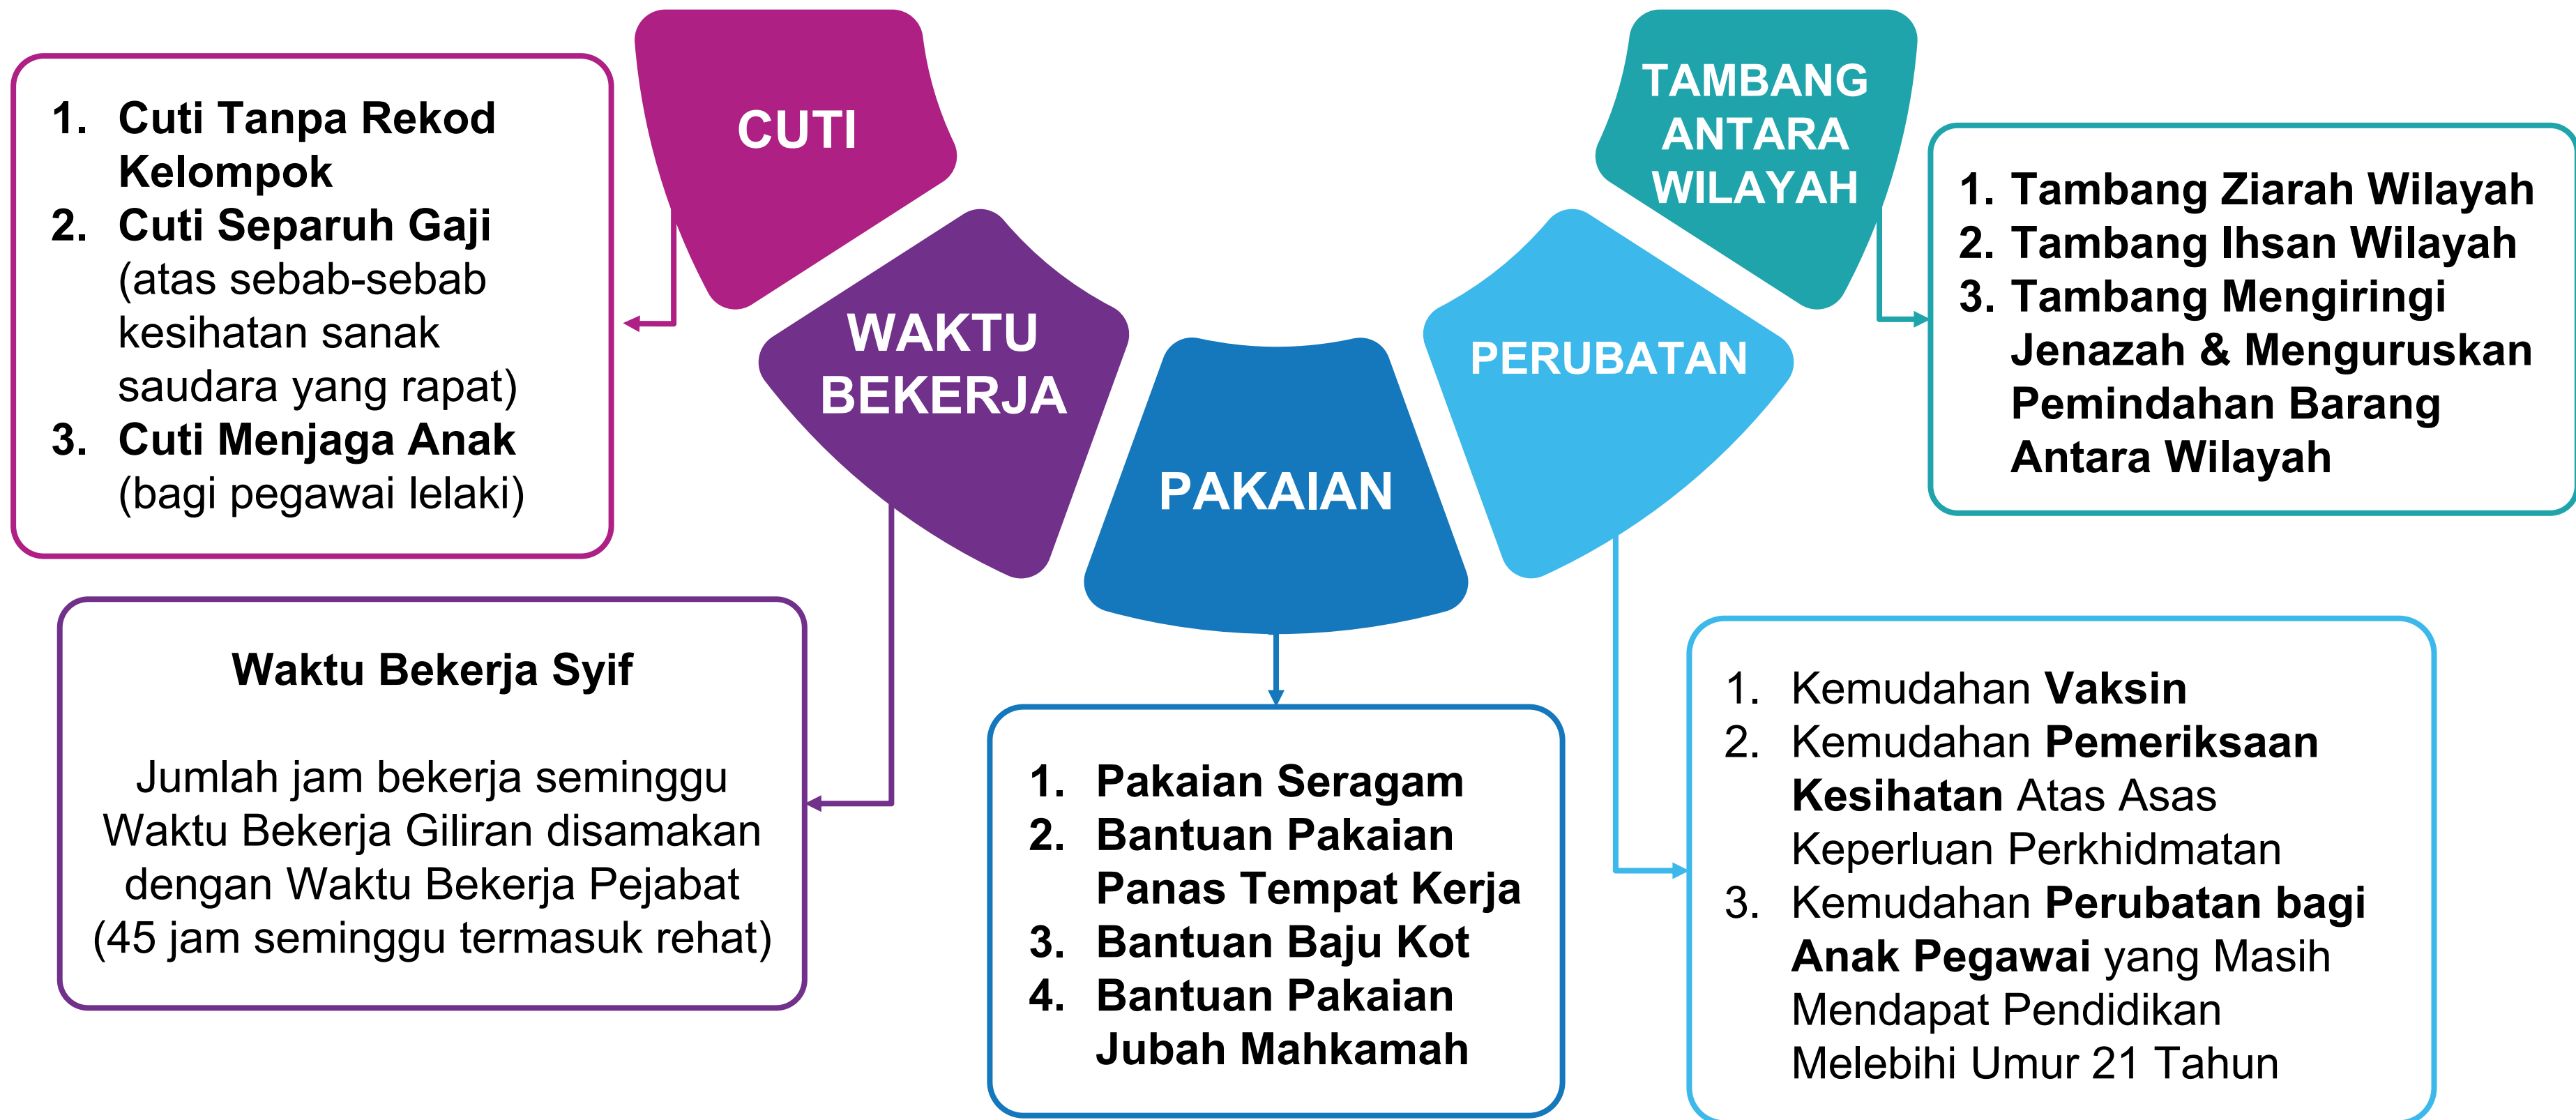 CUTI
1. Cuti Tanpa Rekod
Kelompok
2. Cuti Separuh Gaji
(atas sebab-sebab
kesihatan sanak
saudara yang rapat)
3. Cuti Menjaga Anak
(bagi pegawai lelaki)
WAKTU
BEKERJA
Waktu Bekerja Syif
Jumlah jam bekerja seminggu
Waktu Bekerja Giliran disamakan
dengan Waktu Bekerja Pejabat
(45 jam seminggu termasuk rehat)
PAKAIAN
1. Pakaian Seragam
2. Bantuan Pakaian
Panas Tempat Kerja
3. Bantuan Baju Kot
4. Bantuan Pakaian
Jubah Mahkamah
PERUBATAN
1. Kemudahan Vaksin
2. Kemudahan Pemeriksaan
Kesihatan Atas Asas
Keperluan Perkhidmatan
3. Kemudahan Perubatan bagi
Anak Pegawai yang Masih
Mendapat Pendidikan
Melebihi Umur 21 Tahun
TAMBANG
ANTARA
WILAYAH
1. Tambang Ziarah Wilayah
2. Tambang Ihsan Wilayah
3. Tambang Mengiringi
Jenazah & Menguruskan
Pemindahan Barang
Antara Wilayah